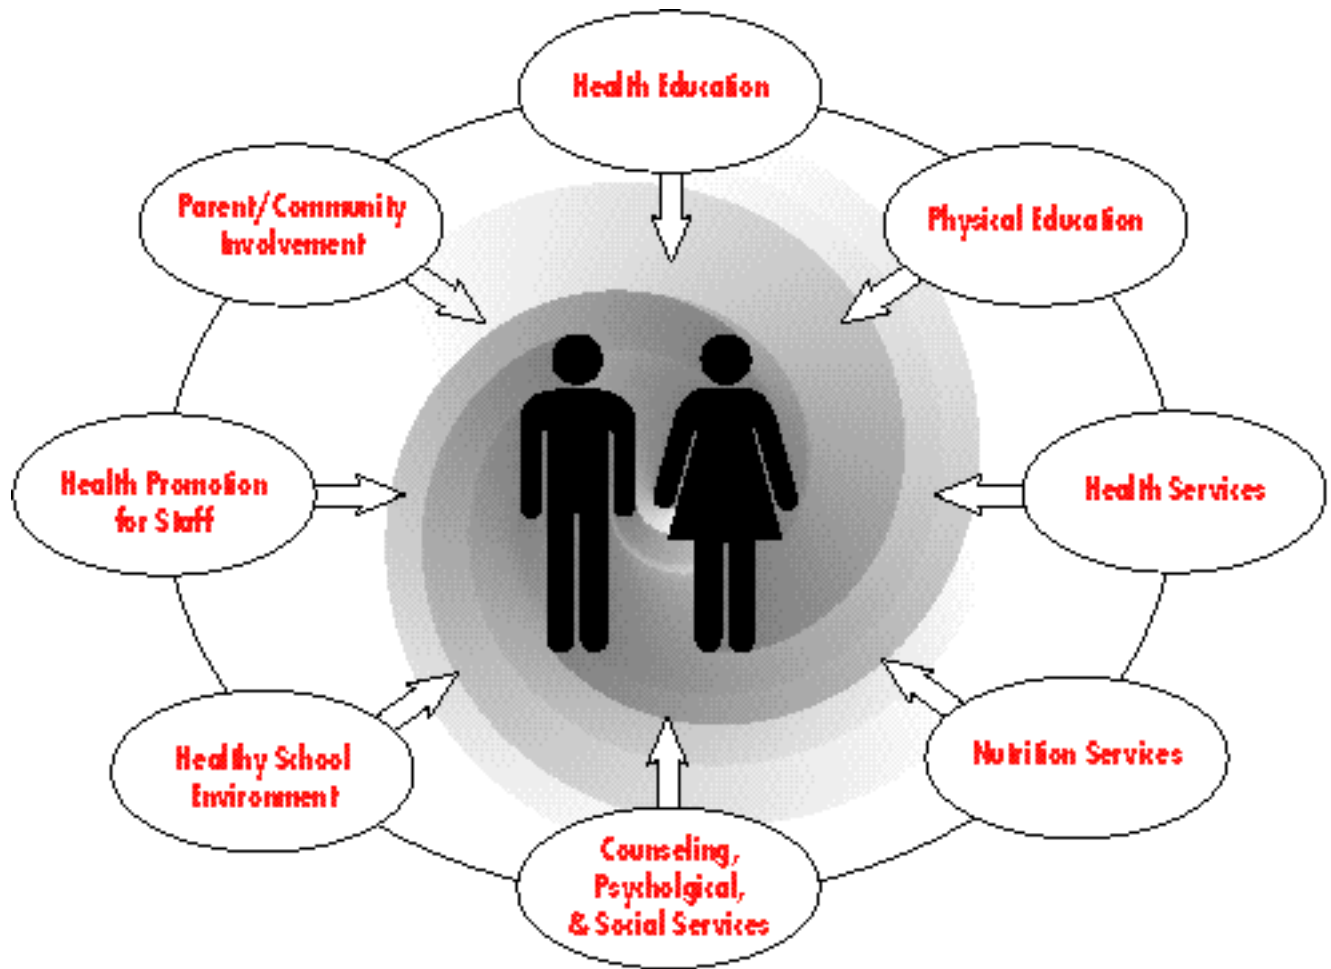 Health Education
Physical Education
Health Services
Nutrition Services
Counseling,
Psycholgical,
& Social Services
Healthy School
Environment
Health Promotion
for Staff
Parent/Community
Involvement